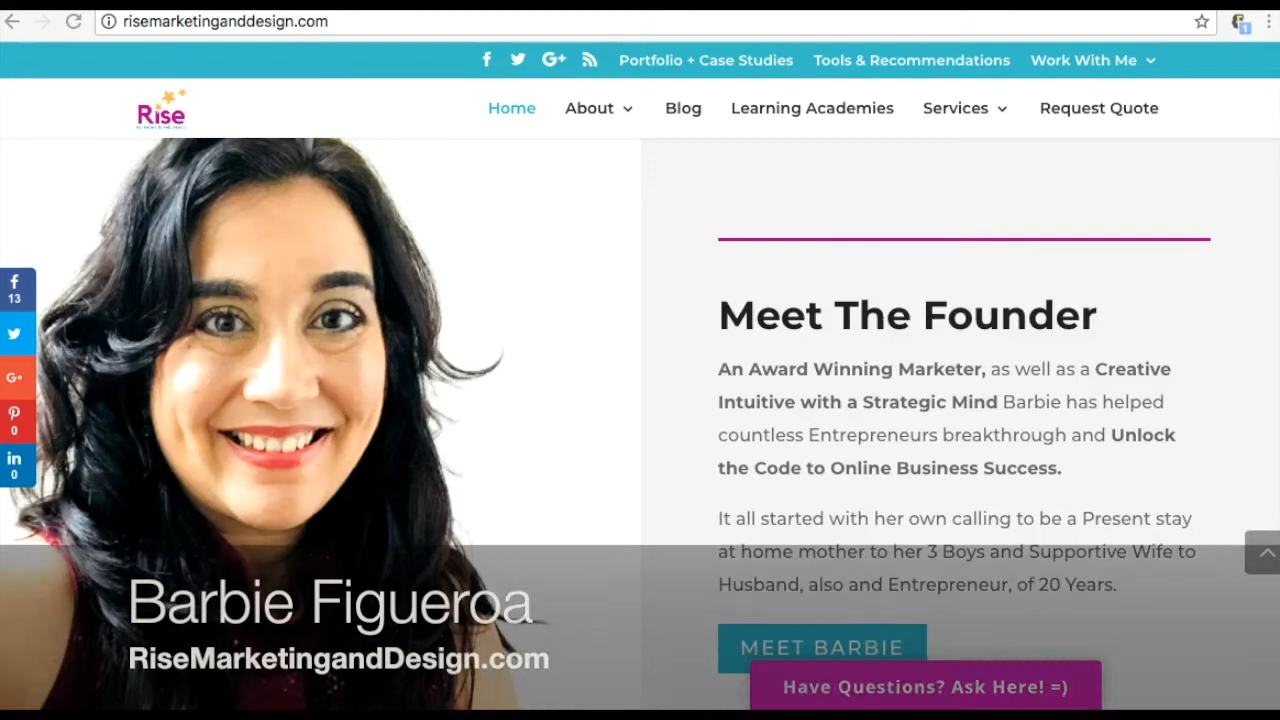 risemarketinganddesign.com
1
Portfolio + Case Studies Tools & Recommendations Work With Me
Rise
Home About Blog Learning Academies Services Request Quote
13
G+
0
in
0
Meet The Founder
An Award Winning Marketer, as well as a Creative
Intuitive with a Strategic Mind Barbie has helped
countless Entrepreneurs breakthrough and Unlock
the Code to Online Business Success.
It all started with her own calling to be a Present stay
at home mother to her 3 Boys and Supportive Wife to
Husband, also and Entrepreneur, of 20 Years.
MEET BARBIE
Have Questions? Ask Here! =)
Barbie Figueroa
RiseMarketingandDesign.com